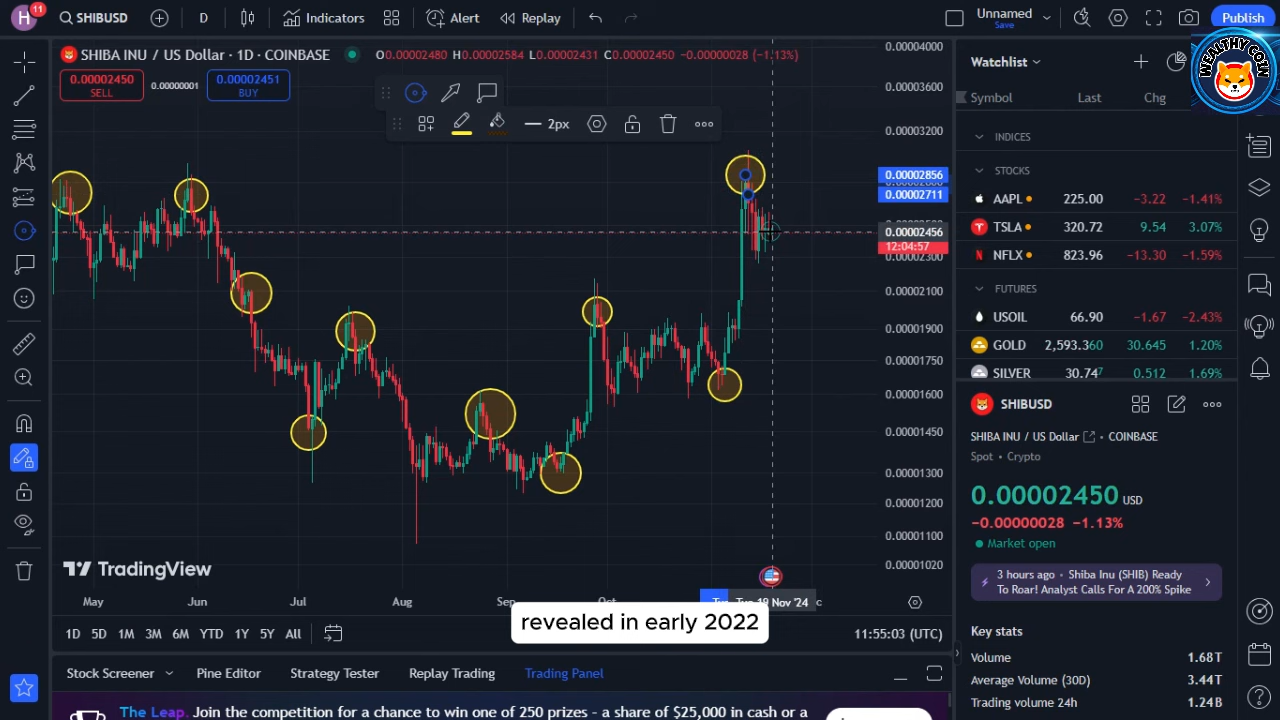 H
11
SHIBUSD
D
Indicators
Alert
Replay
Unnamed
Save
Publish
SHIBA INU / US Dollar · 1D · COINBASE
O0.00002480 H0.00002584 L0.00002431 C0.00002450 −0.00000028 (−1.13%)
0.00002450
SELL
0.00000001
0.00002451
BUY
2px
0.00004000
0.00003600
0.00003200
0.00002856
0.00002711
0.00002456
12:04:57
0.00002300
0.00002100
0.00001900
0.00001750
0.00001600
0.00001450
0.00001300
0.00001200
0.00001100
0.00001020
TradingView
May
Jun
Jul
Aug
Sep
Oct
Tue 19 Nov '24
revealed in early 2022
1D 5D 1M 3M 6M YTD 1Y 5Y All
11:55:03 (UTC)
Stock Screener
Pine Editor
Strategy Tester
Replay Trading
Trading Panel
The Leap. Join the competition for a chance to win one of 250 prizes - a share of $25,000 in cash or a
WEALTHY COIN
Watchlist
Symbol Last Chg
INDICES
STOCKS
AAPL 225.00 −3.22 −1.41%
TSLA 320.72 9.54 3.07%
NFLX 823.96 −13.30 −1.59%
FUTURES
USOIL 66.90 −1.67 −2.43%
GOLD 2,593.360 30.645 1.20%
SILVER 30.747 0.512 1.69%
SHIBUSD
SHIBA INU / US Dollar • COINBASE
Spot • Crypto
0.00002450 USD
−0.00000028 −1.13%
Market open
3 hours ago • Shiba Inu (SHIB) Ready
To Roar! Analyst Calls For A 200% Spike
Key stats
Volume 1.68T
Average Volume (30D) 3.44T
Trading volume 24h 1.24B